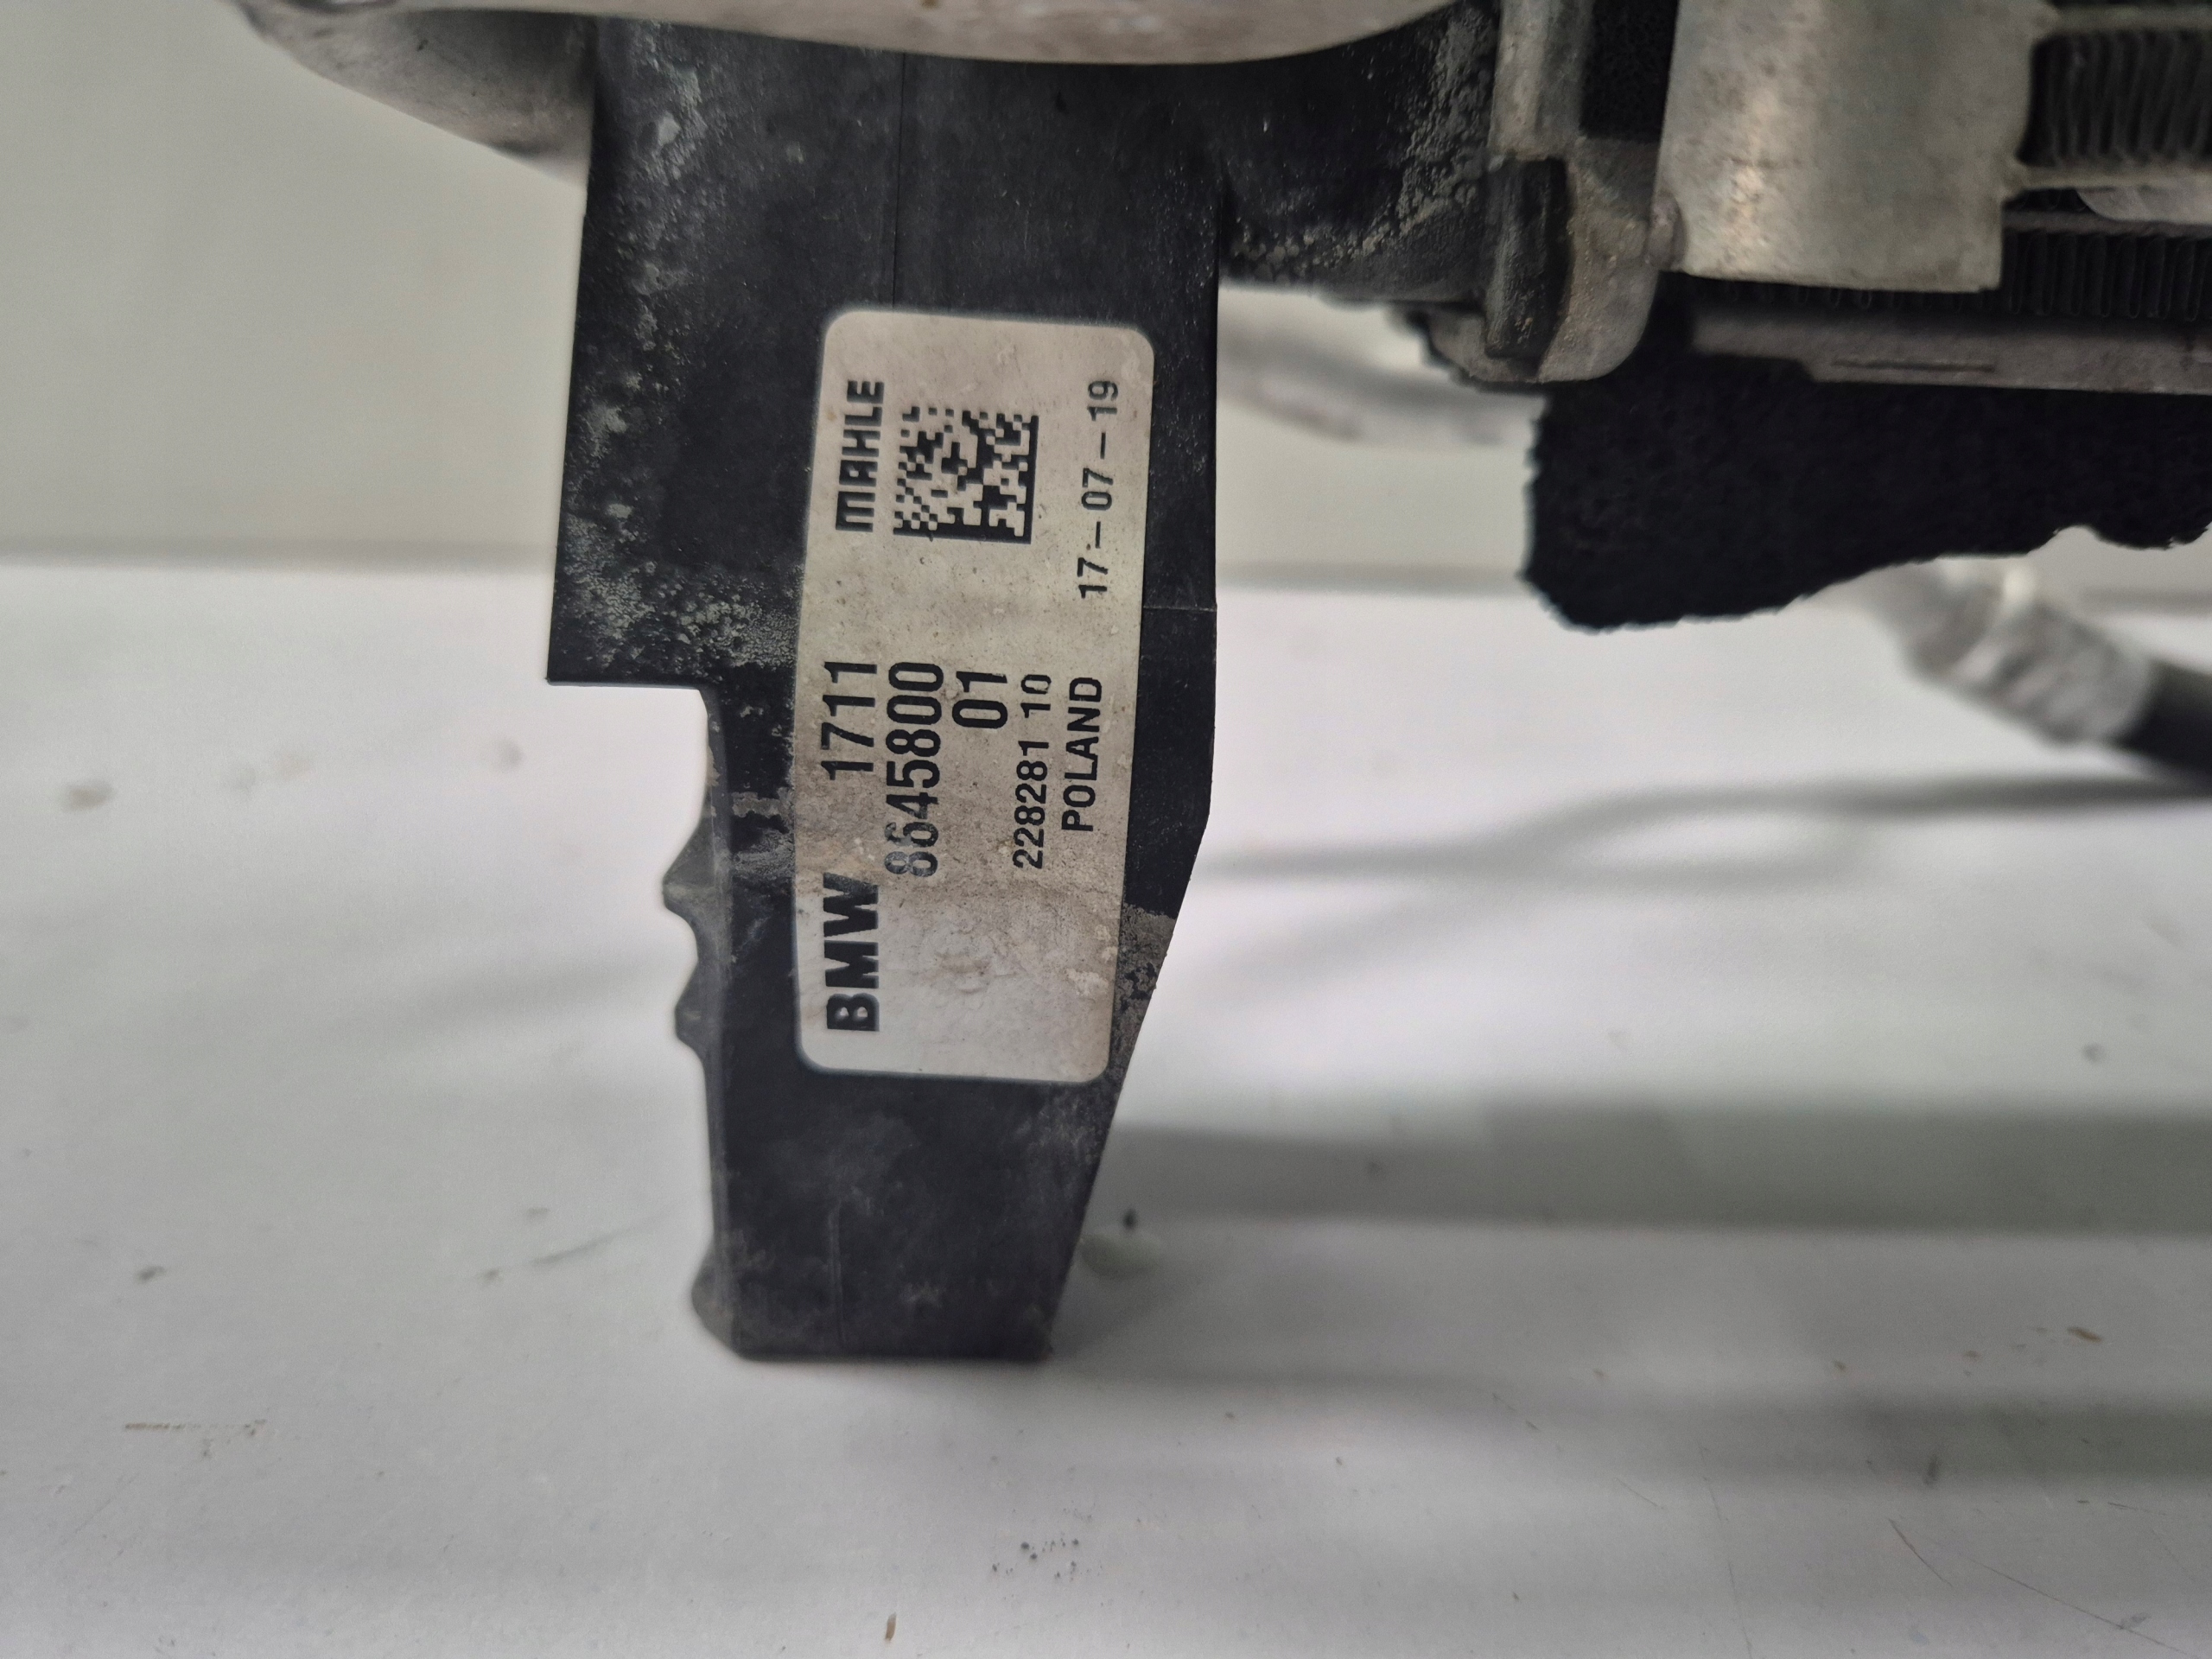 BMW 1711
8645800
01
228281 10
POLAND
MAHLE
17-07-19